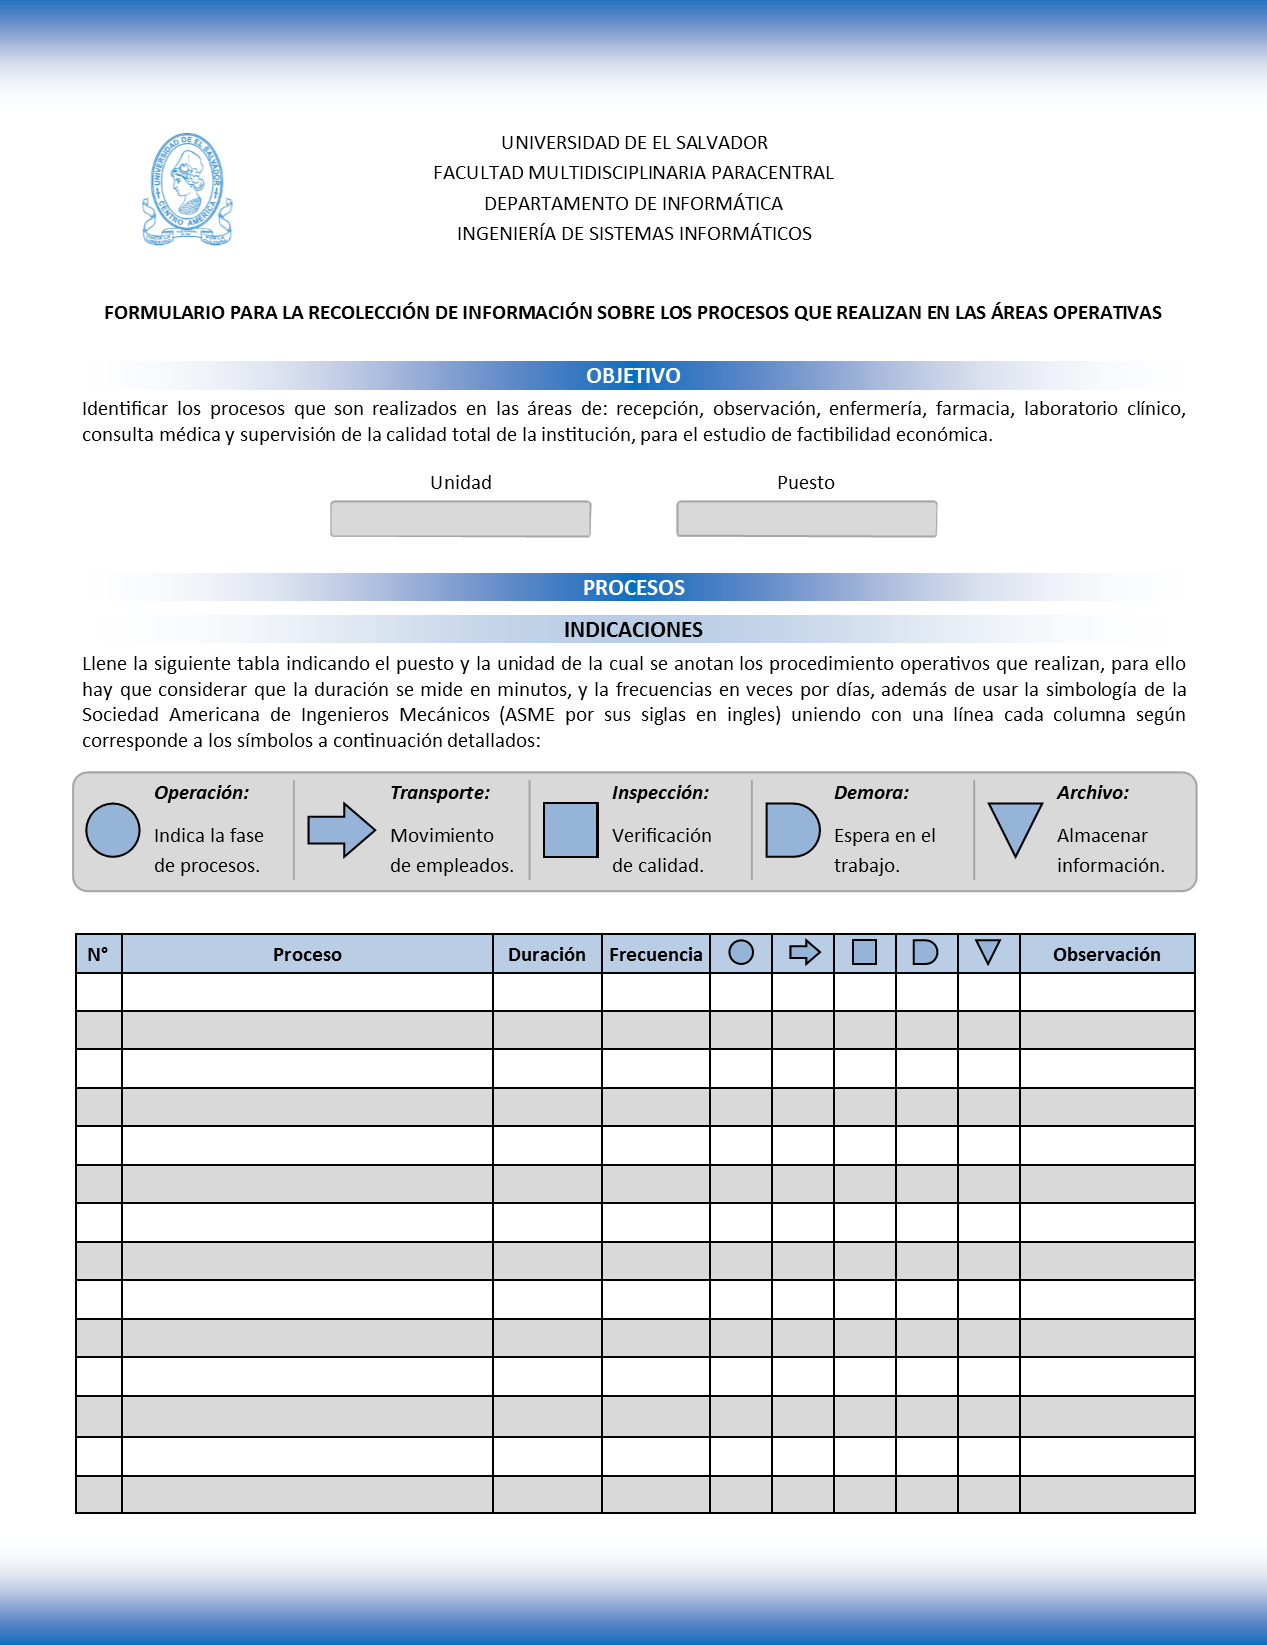 UNIVERSIDAD DE EL SALVADOR
CENTRO AMÉRICA
UNIVERSIDAD DE EL SALVADOR
FACULTAD MULTIDISCIPLINARIA PARACENTRAL
DEPARTAMENTO DE INFORMÁTICA
INGENIERÍA DE SISTEMAS INFORMÁTICOS
FORMULARIO PARA LA RECOLECCIÓN DE INFORMACIÓN SOBRE LOS PROCESOS QUE REALIZAN EN LAS ÁREAS OPERATIVAS
OBJETIVO
Identificar los procesos que son realizados en las áreas de: recepción, observación, enfermería, farmacia, laboratorio clínico,
consulta médica y supervisión de la calidad total de la institución, para el estudio de factibilidad económica.
Unidad Puesto
PROCESOS
INDICACIONES
Llene la siguiente tabla indicando el puesto y la unidad de la cual se anotan los procedimiento operativos que realizan, para ello
hay que considerar que la duración se mide en minutos, y la frecuencias en veces por días, además de usar la simbología de la
Sociedad Americana de Ingenieros Mecánicos (ASME por sus siglas en ingles) uniendo con una línea cada columna según
corresponde a los símbolos a continuación detallados:
Operación:
Indica la fase
de procesos.
Transporte:
Movimiento
de empleados.
Inspección:
Verificación
de calidad.
Demora:
Espera en el
trabajo.
Archivo:
Almacenar
información.
N° Proceso Duración Frecuencia Observación